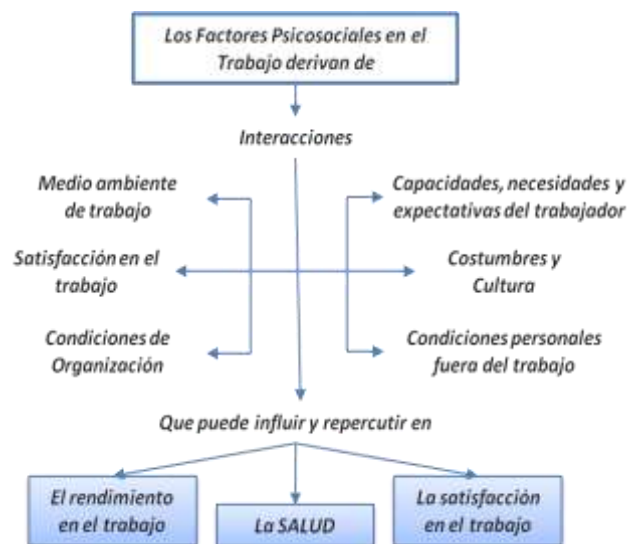 Los Factores Psicosociales en el
Trabajo derivan de
Interacciones
Medio ambiente
de trabajo
Capacidades, necesidades y
expectativas del trabajador
Satisfacción en el
trabajo
Costumbres y
Cultura
Condiciones de
Organización
Condiciones personales
fuera del trabajo
Que puede influir y repercutir en
El rendimiento
en el trabajo
La SALUD
La satisfacción
en el trabajo